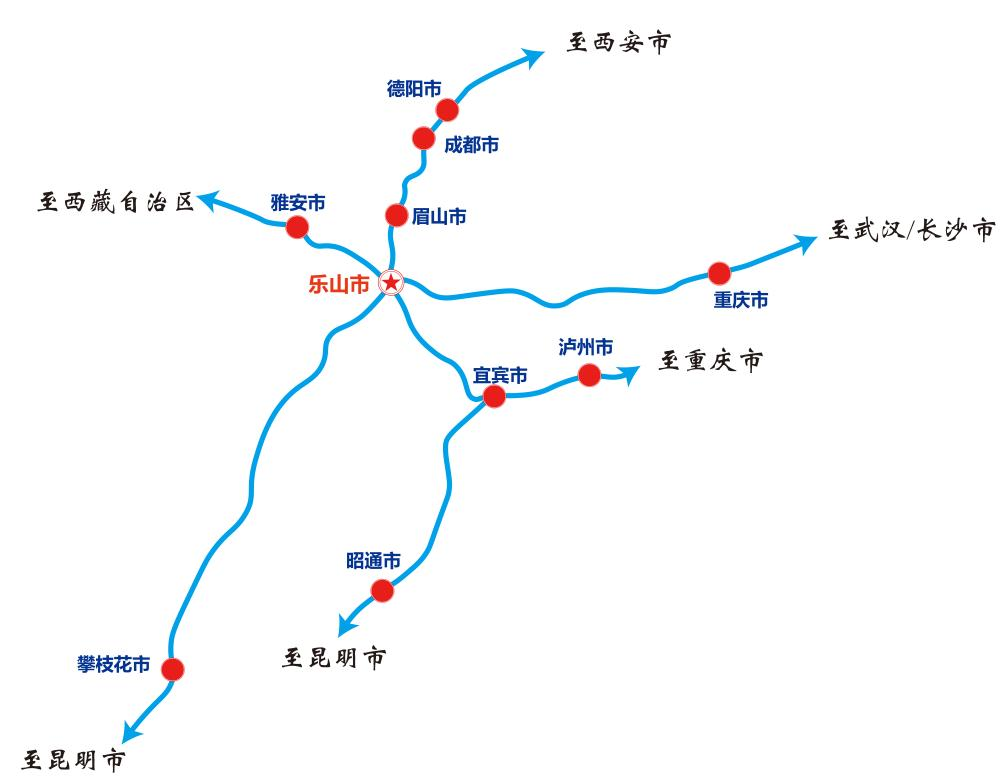 至西安市
德阳市
成都市
至西藏自治区
雅安市
眉山市
至武汉/长沙市
乐山市
重庆市
泸州市
至重庆市
宜宾市
昭通市
至昆明市
攀枝花市
至昆明市